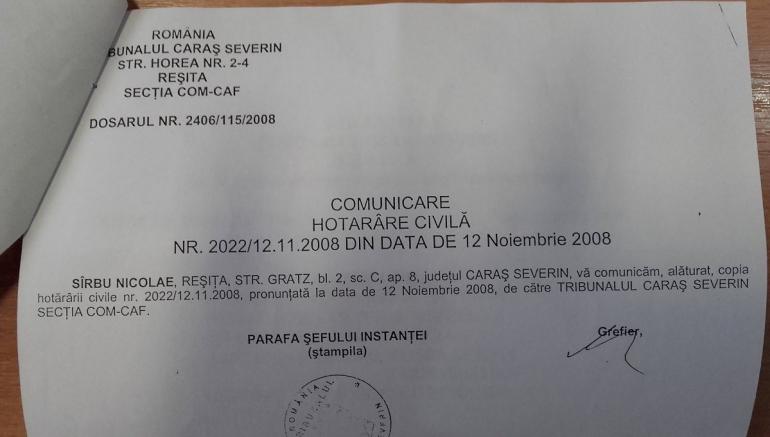 ROMÂNIA
BUNALUL CARAŞ SEVERIN
STR. HOREA NR. 2-4
REŞIŢA
SECŢIA COM-CAF
DOSARUL NR. 2406/115/2008
COMUNICARE
HOTARÂRE CIVILĂ
NR. 2022/12.11.2008 DIN DATA DE 12 Noiembrie 2008
SÎRBU NICOLAE, REŞIŢA, STR. GRATZ, bl. 2, sc. C, ap. 8, judeţul CARAŞ SEVERIN, vă comunicăm, alăturat, copia
hotărârii civile nr. 2022/12.11.2008, pronunţată la data de 12 Noiembrie 2008, de către TRIBUNALUL CARAŞ SEVERIN
SECŢIA COM-CAF.
PARAFA ŞEFULUI INSTANŢEI
(ştampila)
Grefier,
ROMÂNIA